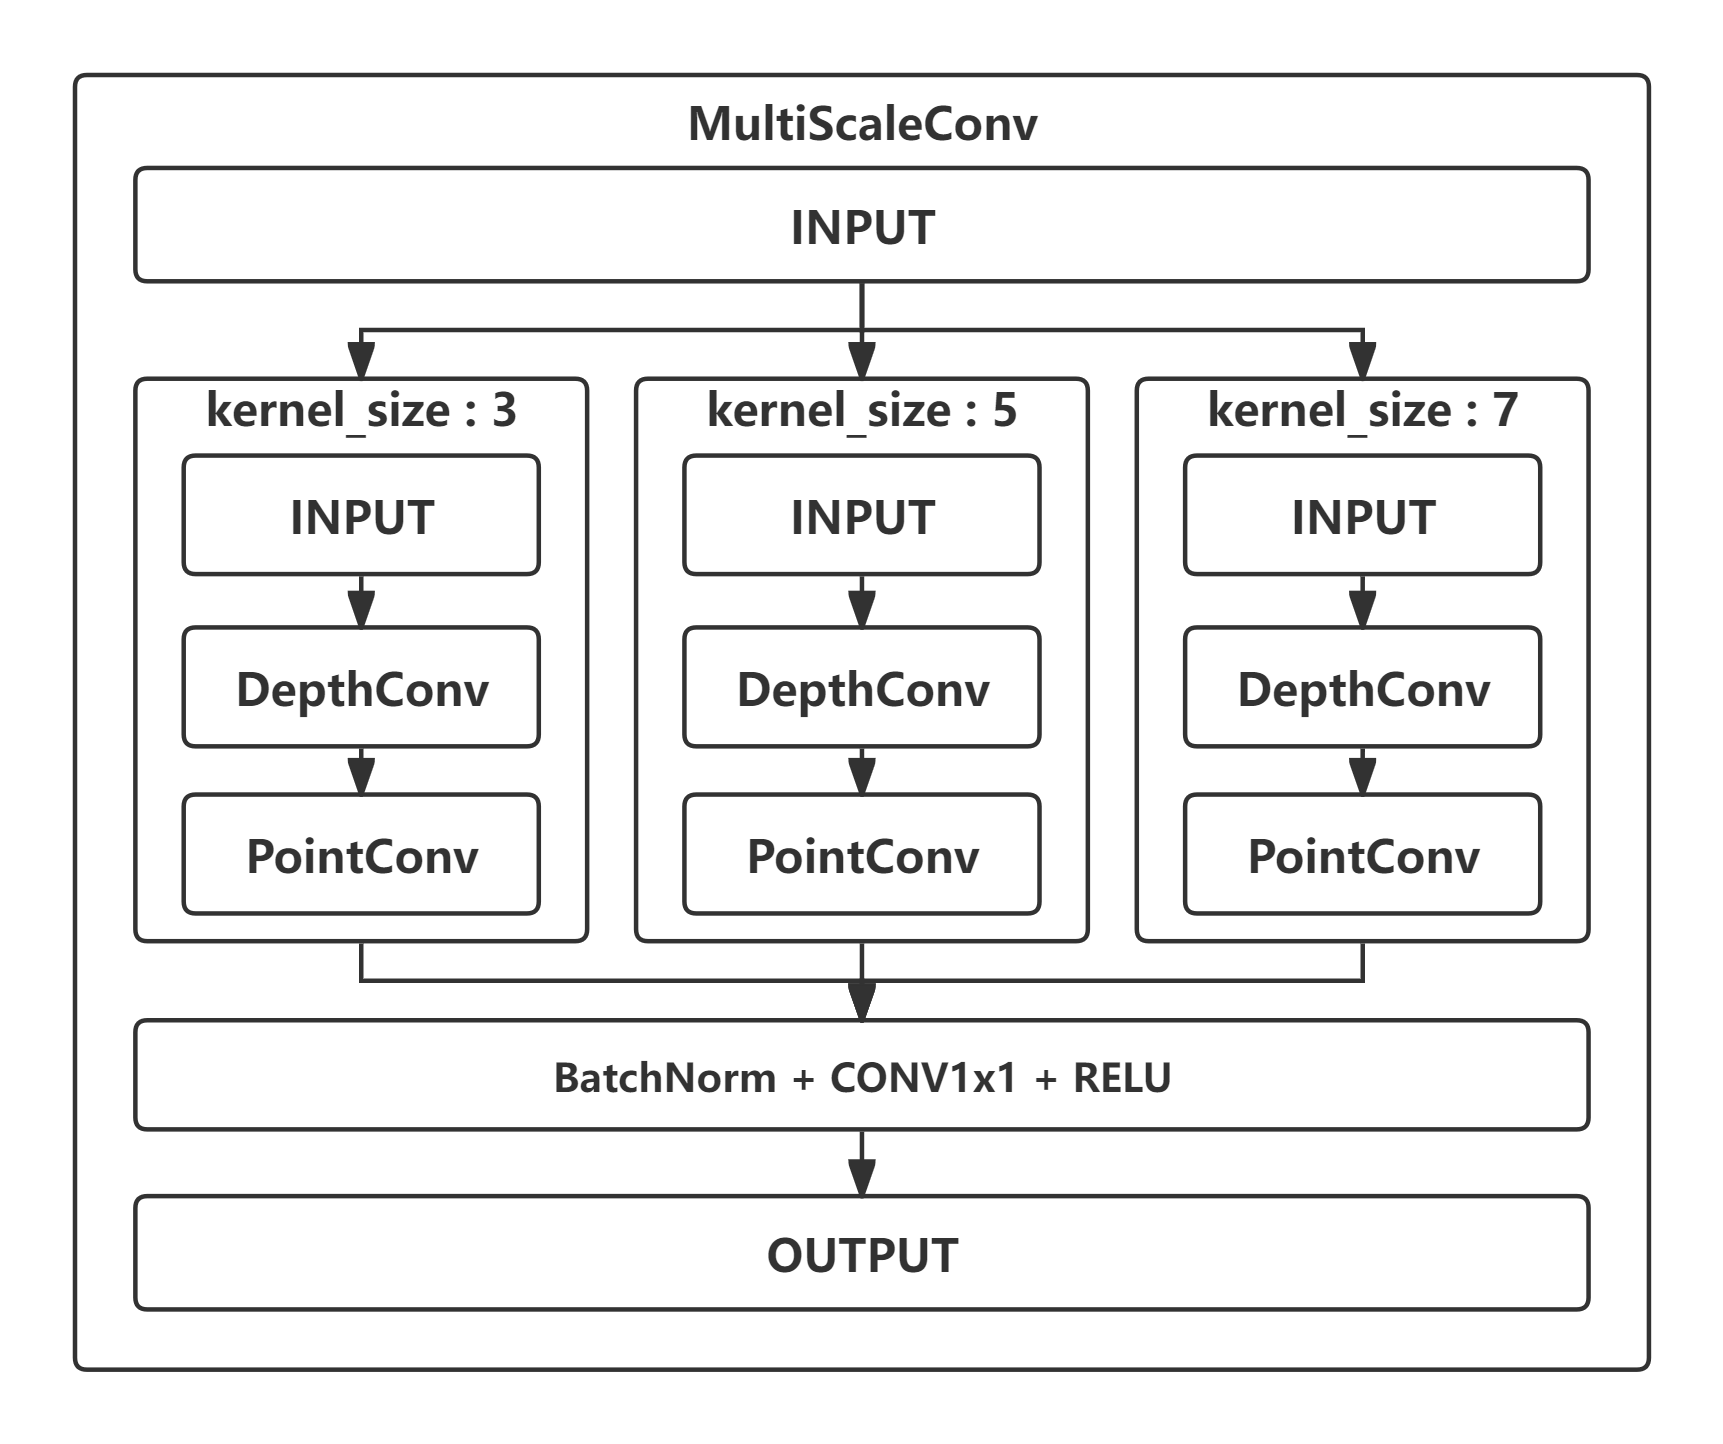 MultiScaleConv
INPUT
kernel_size : 3
INPUT
DepthConv
PointConv
kernel_size : 5
INPUT
DepthConv
PointConv
kernel_size : 7
INPUT
DepthConv
PointConv
BatchNorm + CONV1x1 + RELU
OUTPUT